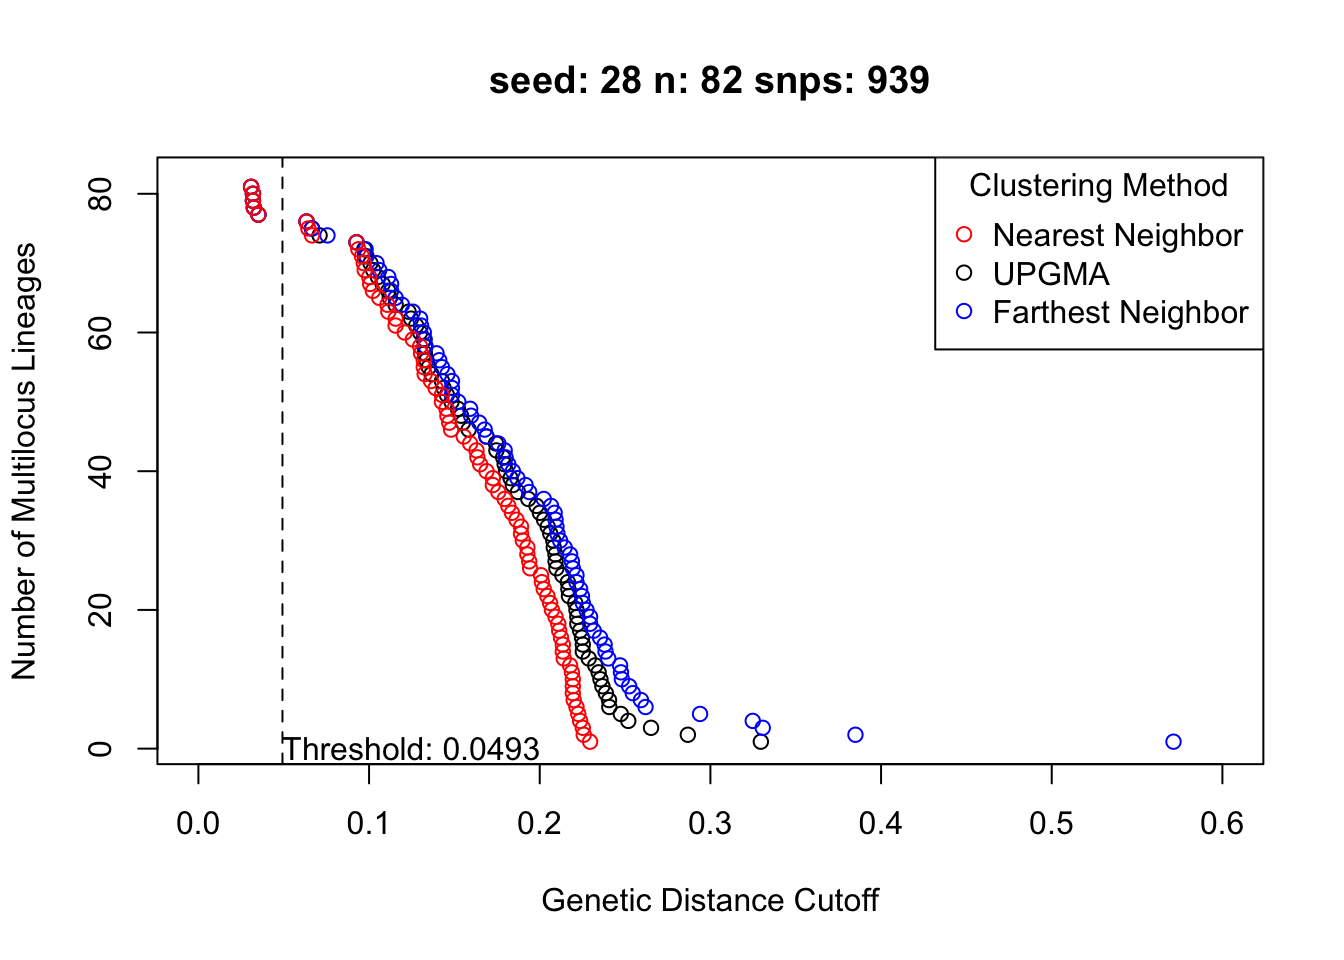 seed: 28 n: 82 snps: 939
Number of Multilocus Lineages
80
60
40
20
0
Clustering Method
Nearest Neighbor
UPGMA
Farthest Neighbor
Threshold: 0.0493
0.0 0.1 0.2 0.3 0.4 0.5 0.6
Genetic Distance Cutoff